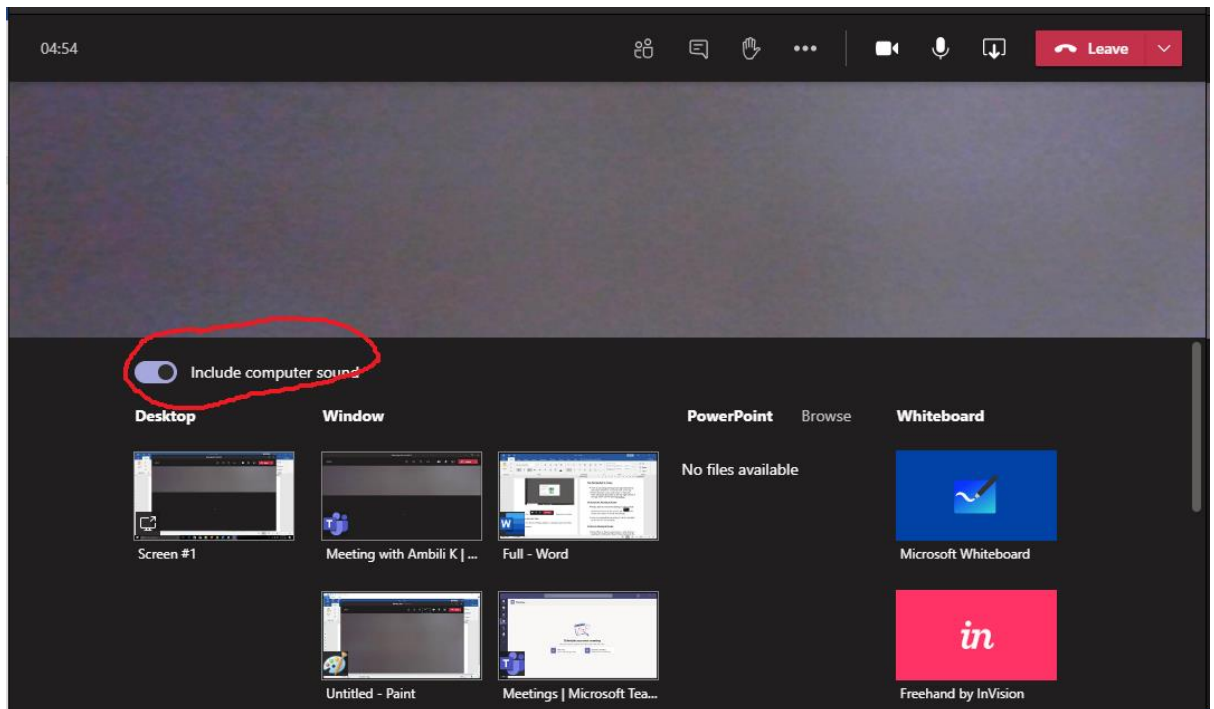 04:54
Leave
Include computer sound
Desktop Window PowerPoint Browse Whiteboard
No files available
Screen #1 Meeting with Ambili K | ... Full - Word Microsoft Whiteboard
in
Untitled - Paint Meetings | Microsoft Tea... Freehand by InVision